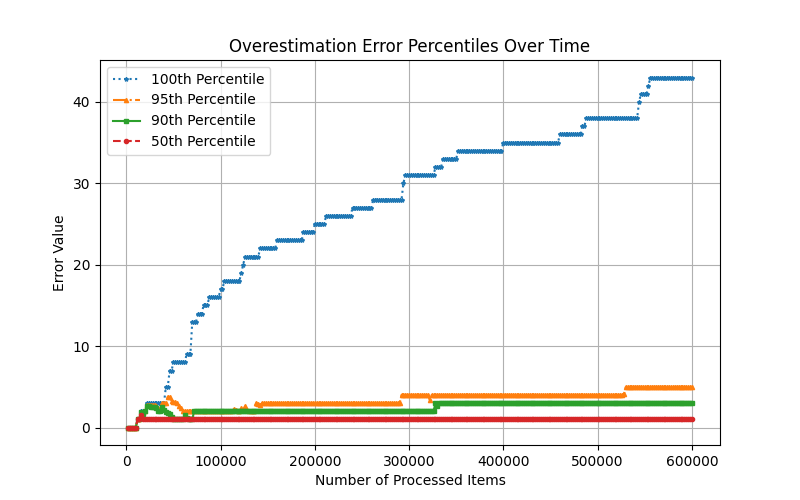 Overestimation Error Percentiles Over Time
100th Percentile
95th Percentile
90th Percentile
50th Percentile
Error Value
40
30
20
10
0
0 100000 200000 300000 400000 500000 600000
Number of Processed Items